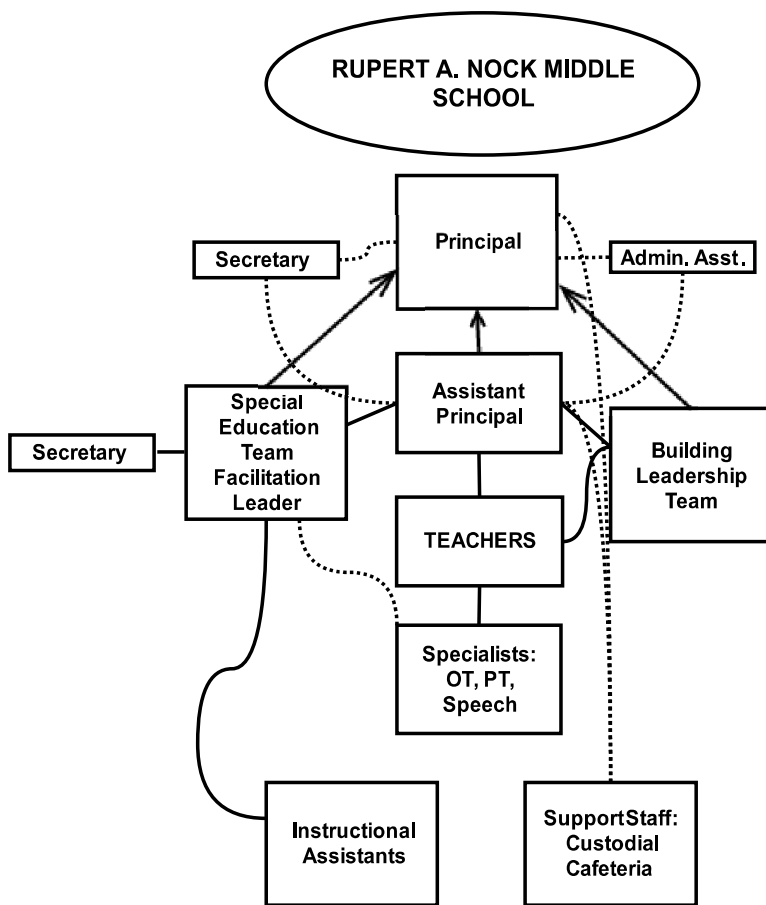 RUPERT A. NOCK MIDDLE
SCHOOL
Principal
Secretary
Admin. Asst.
Assistant
Principal
Special
Education
Team
Facilitation
Leader
Secretary
Building
Leadership
Team
TEACHERS
Specialists:
OT, PT,
Speech
Instructional
Assistants
SupportStaff:
Custodial
Cafeteria